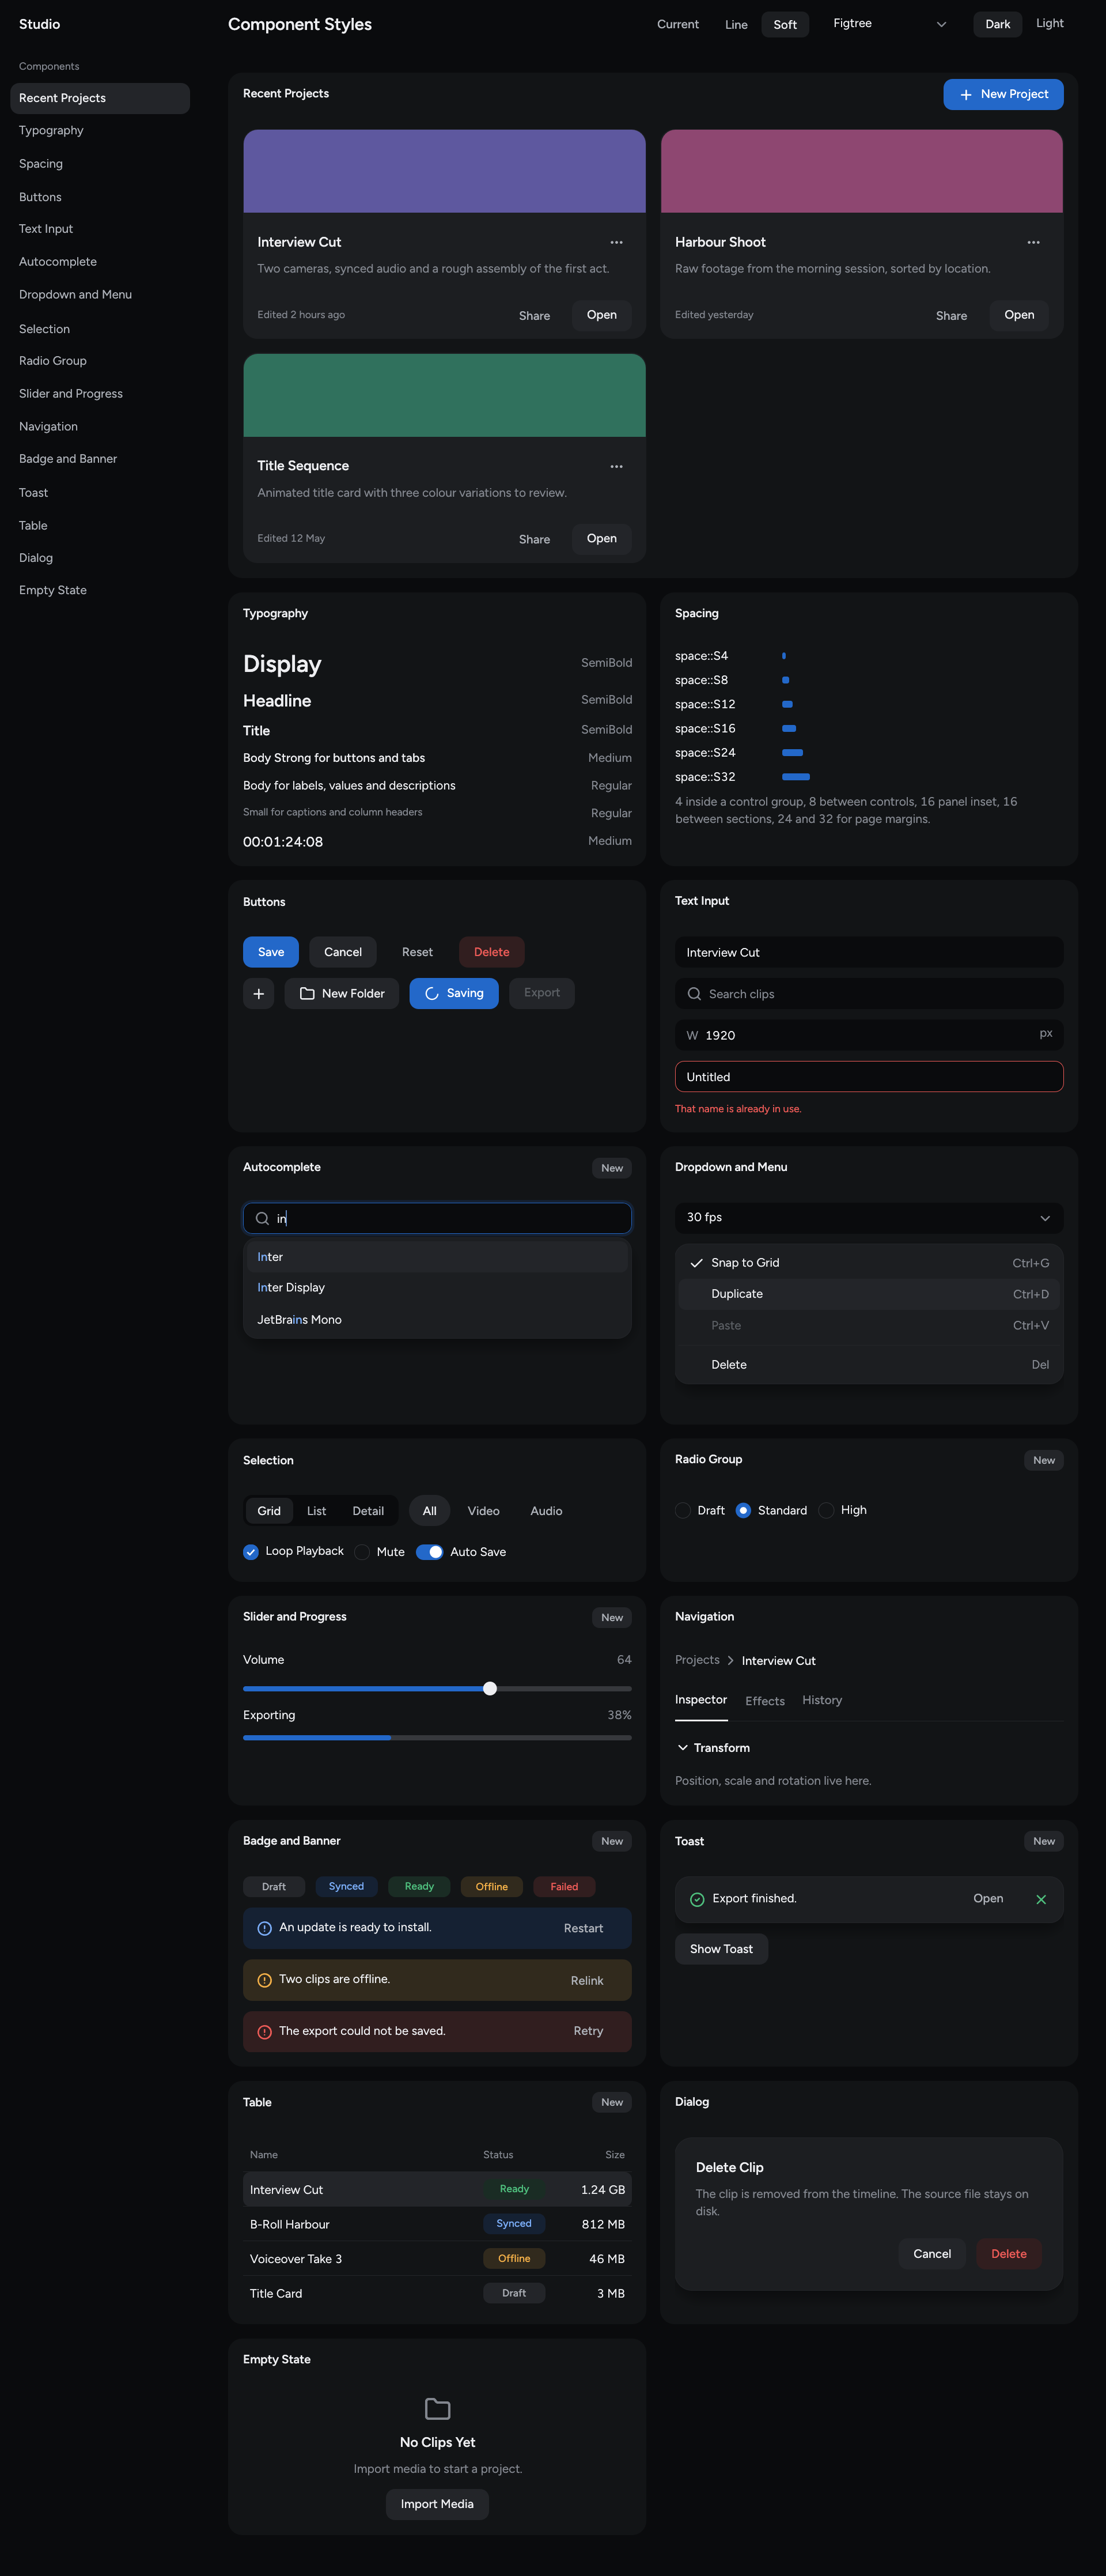 Studio
Components
Recent Projects
Typography
Spacing
Buttons
Text Input
Autocomplete
Dropdown and Menu
Selection
Radio Group
Slider and Progress
Navigation
Badge and Banner
Toast
Table
Dialog
Empty State
Component Styles
Current Line Soft Figtree Dark Light
Recent Projects
New Project
Interview Cut
Two cameras, synced audio and a rough assembly of the first act.
Edited 2 hours ago Share Open
Harbour Shoot
Raw footage from the morning session, sorted by location.
Edited yesterday Share Open
Title Sequence
Animated title card with three colour variations to review.
Edited 12 May Share Open
Typography
Display SemiBold
Headline SemiBold
Title SemiBold
Body Strong for buttons and tabs Medium
Body for labels, values and descriptions Regular
Small for captions and column headers Regular
00:01:24:08 Medium
Spacing
space::S4
space::S8
space::S12
space::S16
space::S24
space::S32
4 inside a control group, 8 between controls, 16 panel inset, 16
between sections, 24 and 32 for page margins.
Buttons
Save Cancel Reset Delete
New Folder Saving Export
Text Input
Interview Cut
Search clips
W 1920 px
Untitled
That name is already in use.
Autocomplete New
in
Inter
Inter Display
JetBrains Mono
Dropdown and Menu
30 fps
Snap to Grid Ctrl+G
Duplicate Ctrl+D
Paste Ctrl+V
Delete Del
Selection
Grid List Detail All Video Audio
Loop Playback Mute Auto Save
Radio Group New
Draft Standard High
Slider and Progress New
Volume 64
Exporting 38%
Navigation
Projects Interview Cut
Inspector Effects History
Transform
Position, scale and rotation live here.
Badge and Banner New
Draft Synced Ready Offline Failed
An update is ready to install. Restart
Two clips are offline. Relink
The export could not be saved. Retry
Toast New
Export finished. Open
Show Toast
Table New
Name Status Size
Interview Cut Ready 1.24 GB
B-Roll Harbour Synced 812 MB
Voiceover Take 3 Offline 46 MB
Title Card Draft 3 MB
Dialog
Delete Clip
The clip is removed from the timeline. The source file stays on
disk.
Cancel Delete
Empty State
No Clips Yet
Import media to start a project.
Import Media